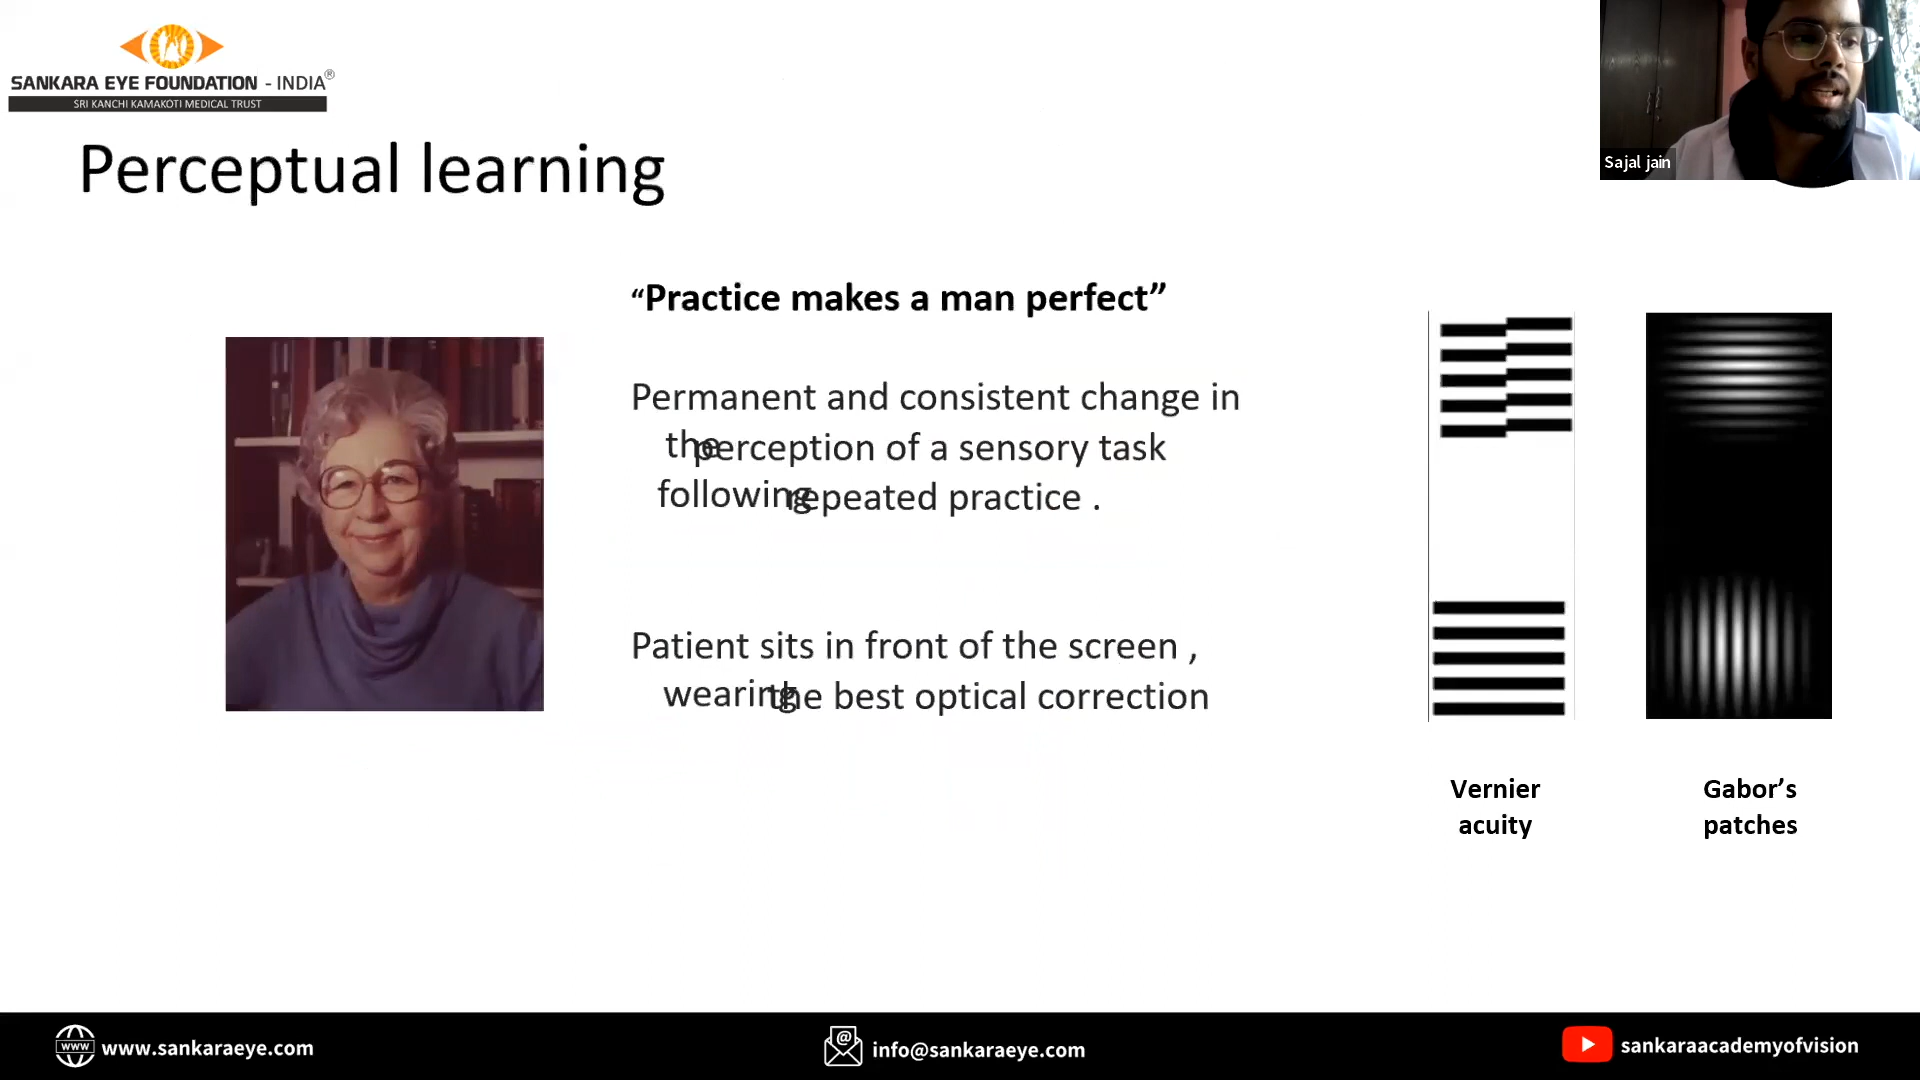 SANKARA EYE FOUNDATION - INDIA®
SRI KANCHI KAMAKOTI MEDICAL TRUST
Sajal jain
Perceptual learning
“Practice makes a man perfect”
Permanent and consistent change in
the perception of a sensory task
following repeated practice .
Patient sits in front of the screen ,
wearing the best optical correction
Vernier
acuity
Gabor’s
patches
www
www.sankaraeye.com
@
info@sankaraeye.com
sankaraacademyofvision